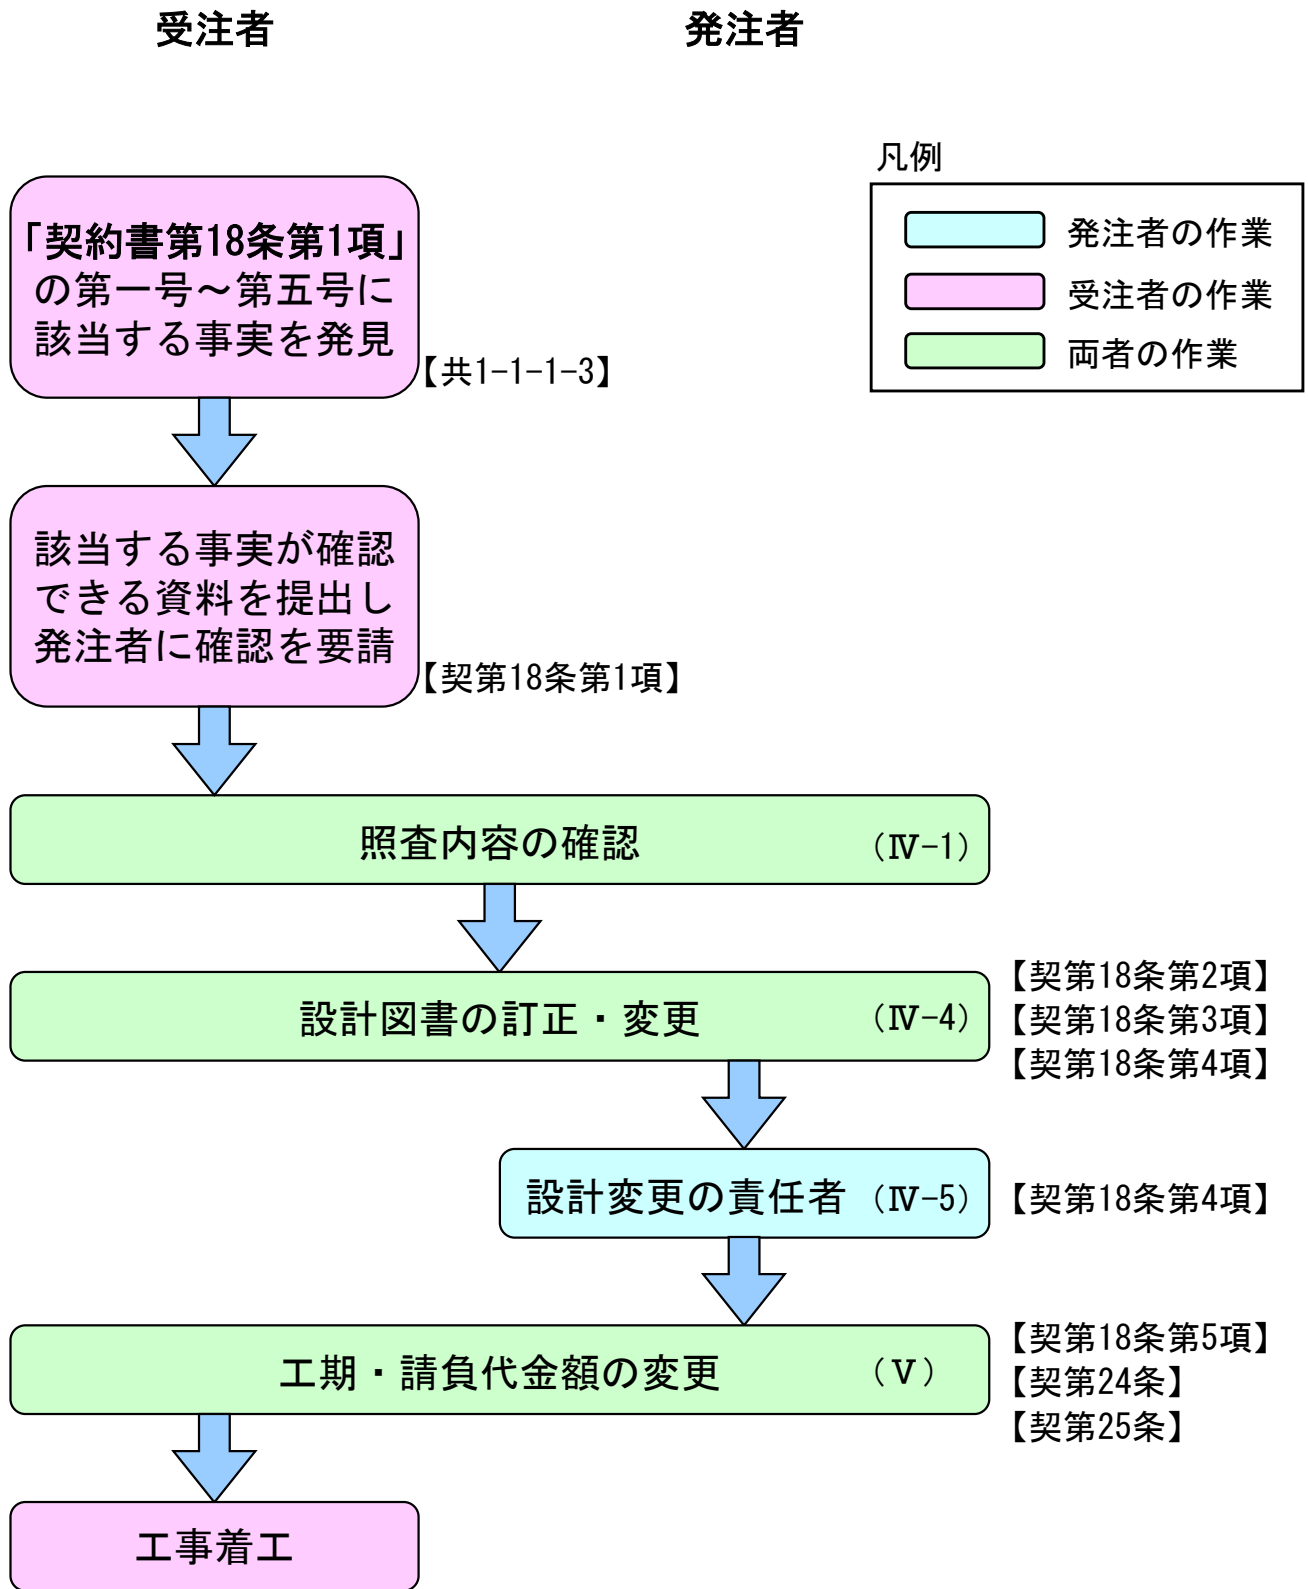 受注者
発注者
凡例
発注者の作業
受注者の作業
両者の作業
「契約書第18条第1項」
の第一号～第五号に
該当する事実を発見
【共1-1-1-3】
該当する事実が確認
できる資料を提出し
発注者に確認を要請
【契第18条第1項】
照査内容の確認 （Ⅳ-1）
設計図書の訂正・変更 （Ⅳ-4）
【契第18条第2項】
【契第18条第3項】
【契第18条第4項】
設計変更の責任者 （Ⅳ-5）
【契第18条第4項】
工期・請負代金額の変更 （Ⅴ）
【契第18条第5項】
【契第24条】
【契第25条】
工事着工